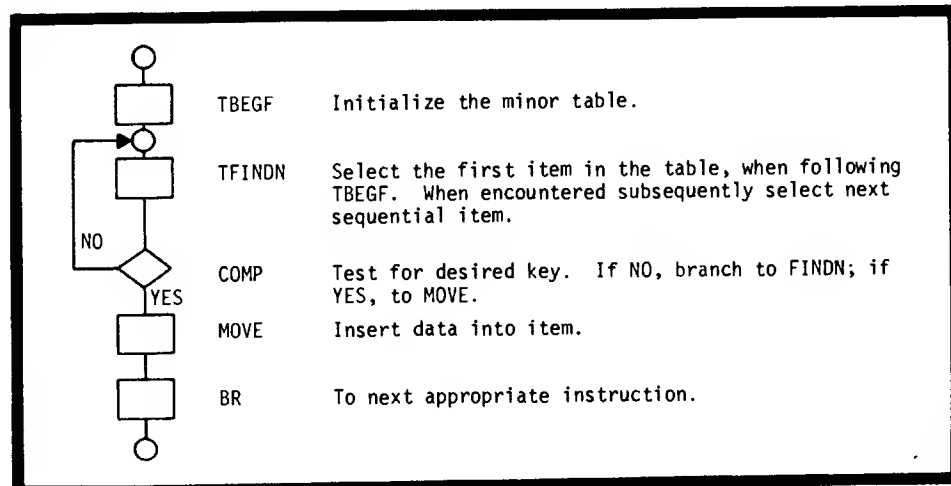 TBEGF Initialize the minor table.
TFINDN Select the first item in the table, when following
TBEGF. When encountered subsequently select next
sequential item.
NO
COMP Test for desired key. If NO, branch to FINDN; if
YES, to MOVE.
YES
MOVE Insert data into item.
BR To next appropriate instruction.